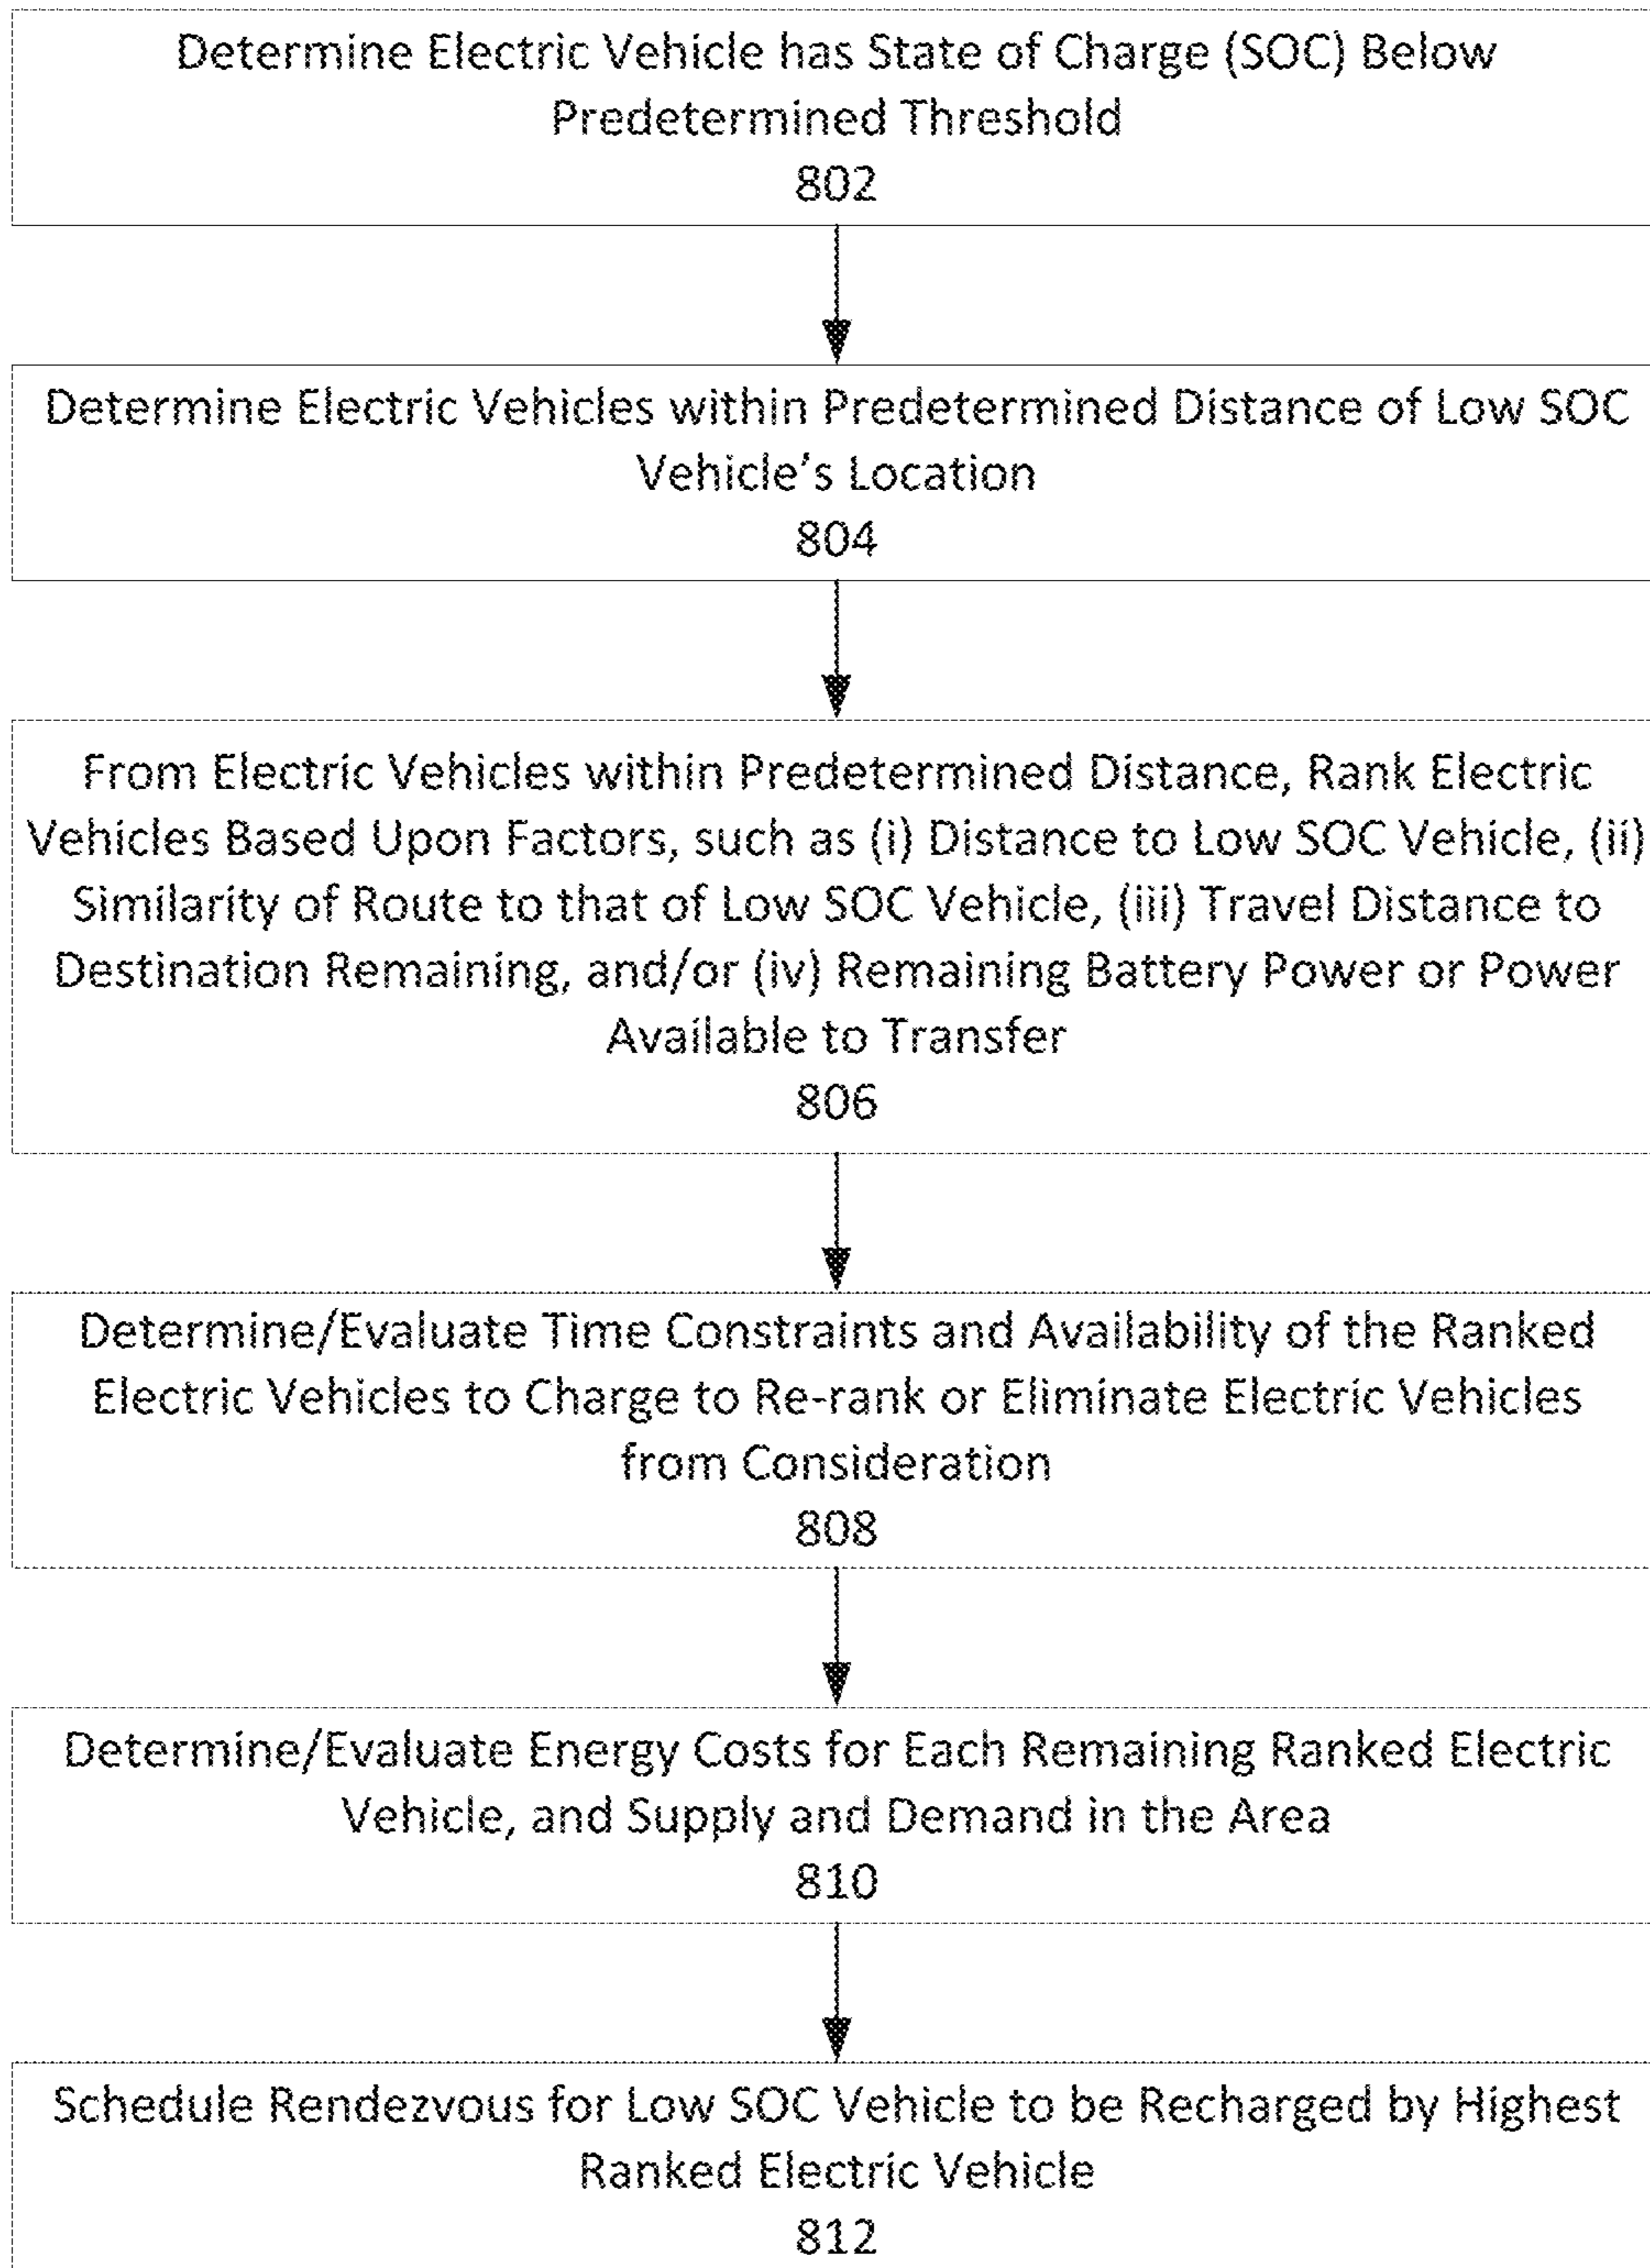 Determine Electric Vehicle has State of Charge (SOC) Below
Predetermined Threshold
802
Determine Electric Vehicles within Predetermined Distance of Low SOC
Vehicle's Location
804
From Electric Vehicles within Predetermined Distance, Rank Electric
Vehicles Based Upon Factors, such as (i) Distance to Low SOC Vehicle, (ii)
Similarity of Route to that of Low SOC Vehicle, (iii) Travel Distance to
Destination Remaining, and/or (iv) Remaining Battery Power or Power
Available to Transfer
806
Determine/Evaluate Time Constraints and Availability of the Ranked
Electric Vehicles to Charge to Re-rank or Eliminate Electric Vehicles
from Consideration
808
Determine/Evaluate Energy Costs for Each Remaining Ranked Electric
Vehicle, and Supply and Demand in the Area
810
Schedule Rendezvous for Low SOC Vehicle to be Recharged by Highest
Ranked Electric Vehicle
812